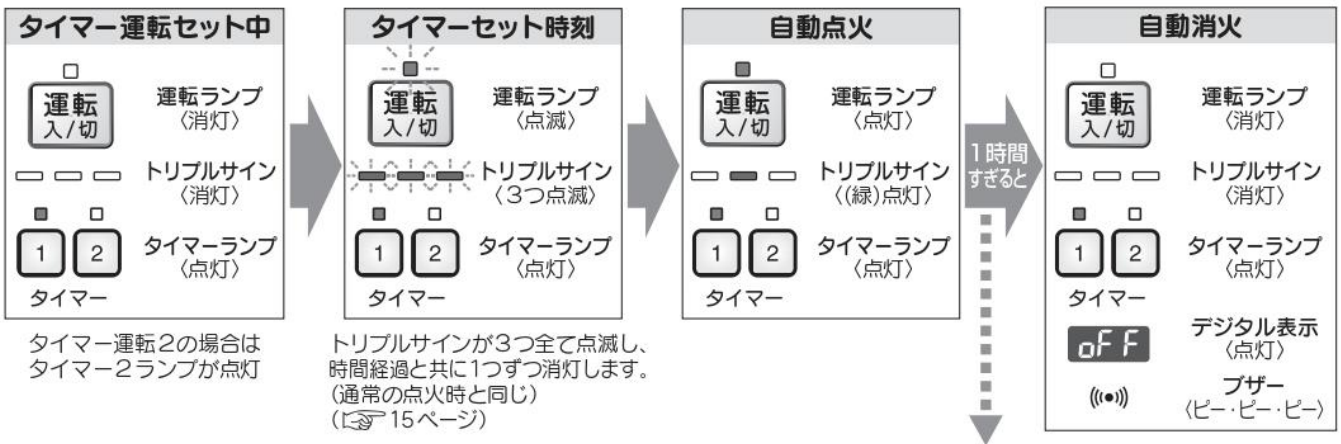 タイマー運転セット中
運転
入/切
運転ランプ
〈消灯〉
トリプルサイン
〈消灯〉
1 2
タイマーランプ
〈点灯〉
タイマー
タイマー運転2の場合は
タイマー2ランプが点灯
タイマーセット時刻
運転
入/切
運転ランプ
〈点滅〉
トリプルサイン
〈3つ点滅〉
1 2
タイマーランプ
〈点灯〉
タイマー
トリプルサインが3つ全て点滅し、
時間経過と共に1つずつ消灯します。
(通常の点火時と同じ)
(☞15ページ)
自動点火
運転
入/切
運転ランプ
〈点灯〉
トリプルサイン
〈(緑)点灯〉
1 2
タイマーランプ
〈点灯〉
タイマー
1時間
すぎると
自動消火
運転
入/切
運転ランプ
〈消灯〉
トリプルサイン
〈消灯〉
1 2
タイマーランプ
〈点灯〉
タイマー
oFF
デジタル表示
〈点灯〉
ブザー
〈ピー・ピー・ピー〉